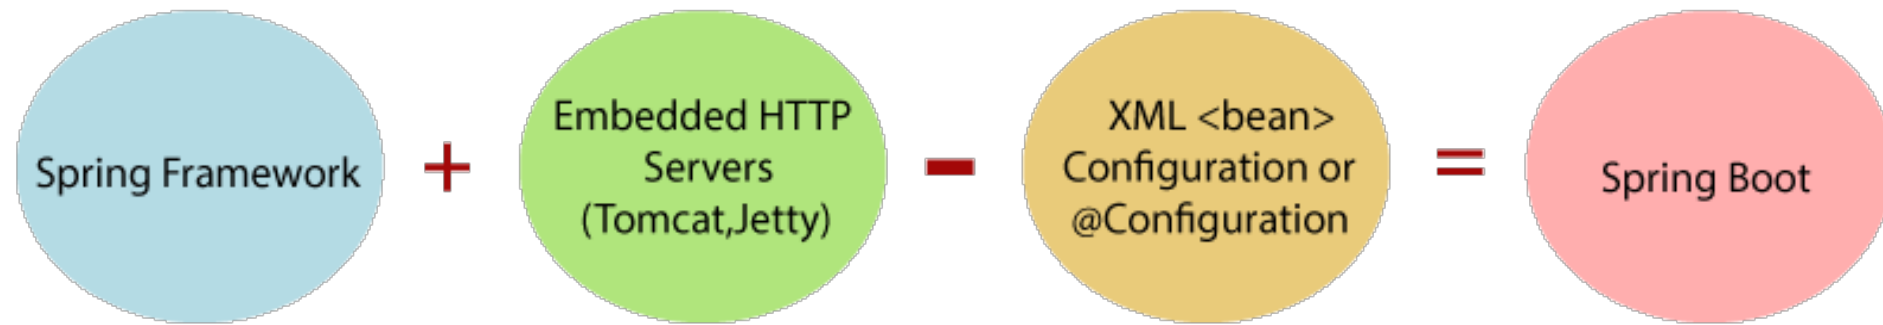 Spring Framework
+
Embedded HTTP
Servers
(Tomcat,Jetty)
-
XML <bean>
Configuration or
@Configuration
=
Spring Boot